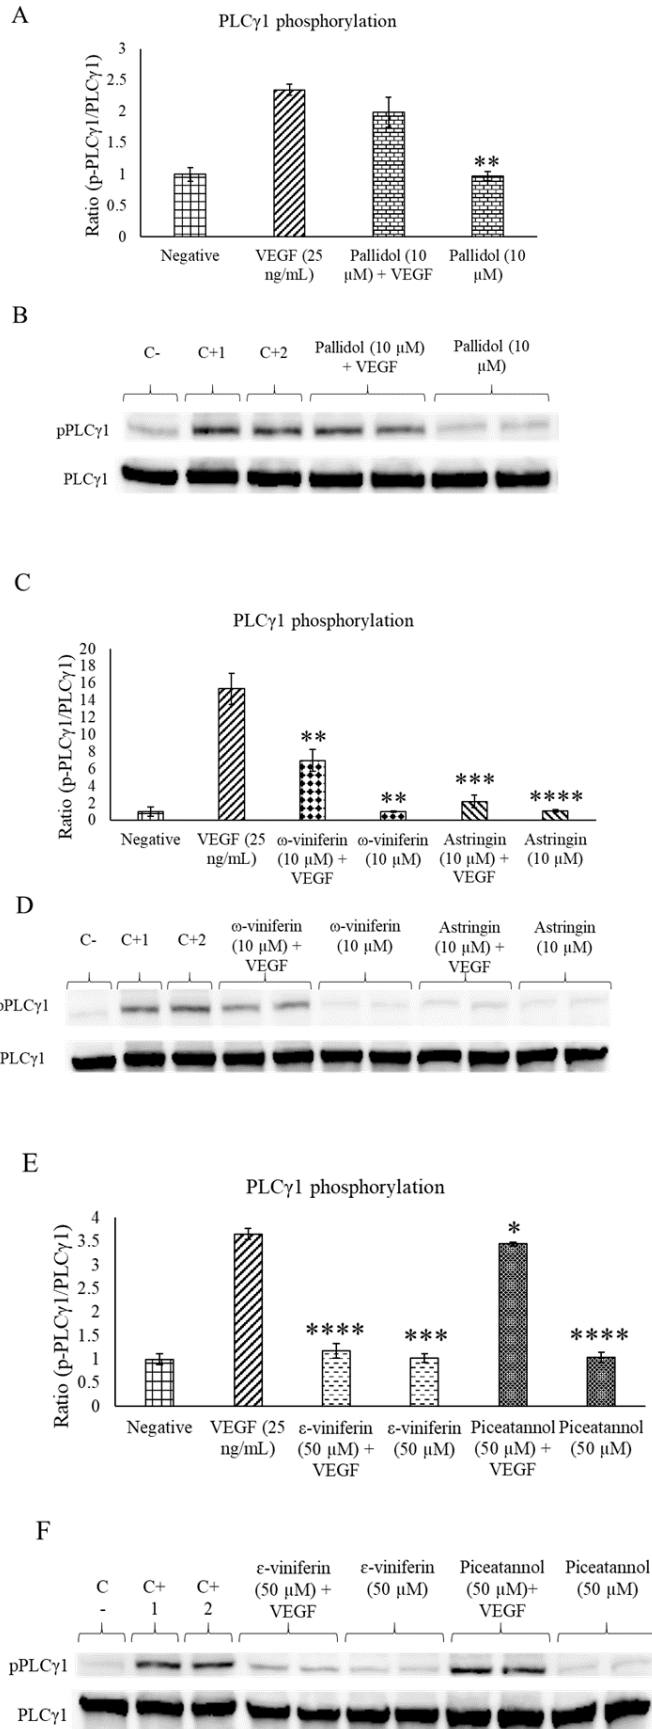 A
PLCγ1 phosphorylation
Ratio (p-PLCγ1/PLCγ1)
3
2.5
2
1.5
1
0.5
0
**
Negative
VEGF (25 ng/mL)
Pallidol (10 μM) + VEGF
Pallidol (10 μM)
B
C-
C+1
C+2
Pallidol (10 μM) + VEGF
Pallidol (10 μM)
pPLCγ1
PLCγ1
C
PLCγ1 phosphorylation
Ratio (p-PLCγ1/PLCγ1)
20
18
16
14
12
10
8
6
4
2
0
**
**
***
****
Negative
VEGF (25 ng/mL)
ω-viniferin (10 μM) + VEGF
ω-viniferin (10 μM)
Astringin (10 μM) + VEGF
Astringin (10 μM)
D
C-
C+1
C+2
ω-viniferin (10 μM) + VEGF
ω-viniferin (10 μM)
Astringin (10 μM) + VEGF
Astringin (10 μM)
pPLCγ1
PLCγ1
E
PLCγ1 phosphorylation
Ratio (p-PLCγ1/PLCγ1)
4
3.5
3
2.5
2
1.5
1
0.5
0
****
***
*
****
Negative
VEGF (25 ng/mL)
ε-viniferin (50 μM) + VEGF
ε-viniferin (50 μM)
Piceatannol (50 μM) + VEGF
Piceatannol (50 μM)
F
C -
C+ 1
C+ 2
ε-viniferin (50 μM) + VEGF
ε-viniferin (50 μM)
Piceatannol (50 μM)+ VEGF
Piceatannol (50 μM)
pPLCγ1
PLCγ1